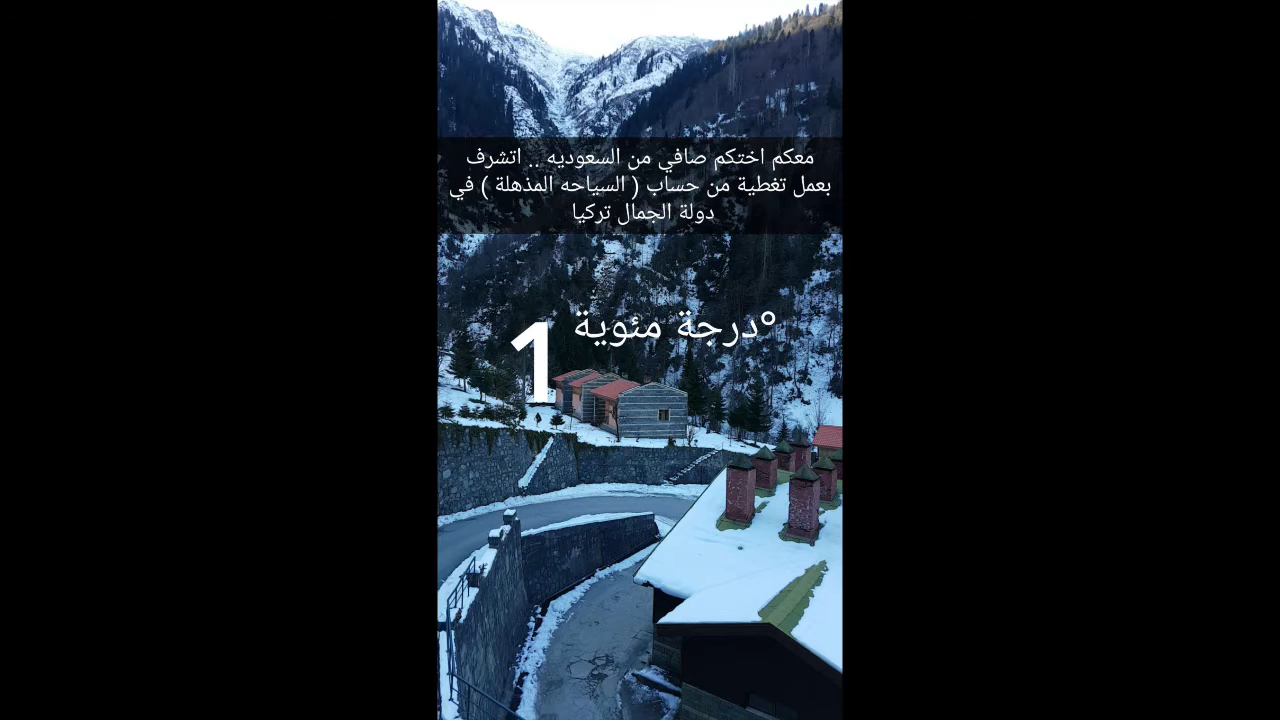 معكم اختكم صافي من السعوديه .. اتشرف
بعمل تغطية من حساب ( السياحه المذهلة ) في
دولة الجمال تركيا
1 °درجة مئوية